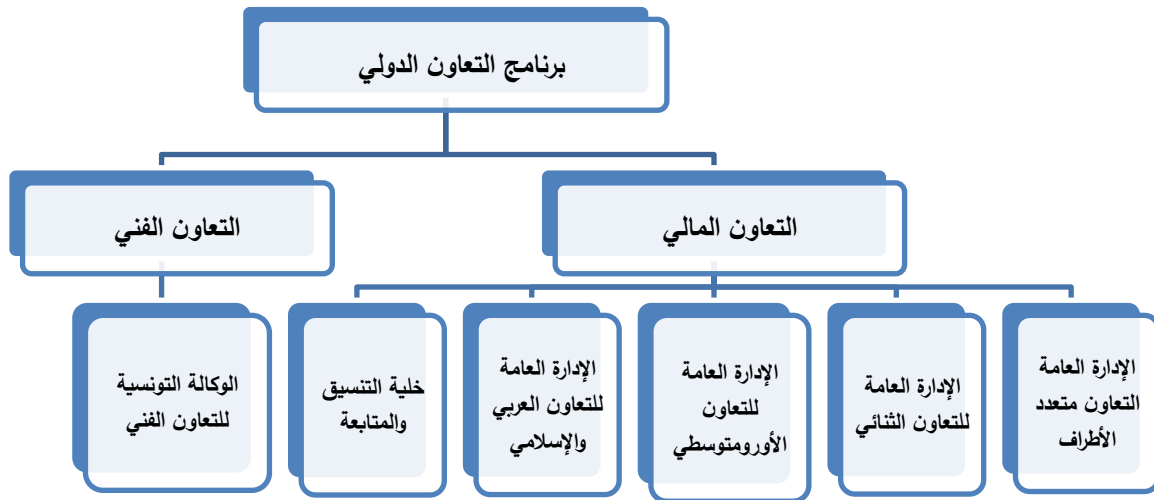 برنامج التعاون الدولي
التعاون المالي
التعاون الفني
الإدارة العامة
التعاون متعدد
الأطراف
الإدارة العامة
للتعاون الثنائي
الإدارة العامة
للتعاون
الأورومتوسطي
الإدارة العامة
للتعاون العربي
والإسلامي
خلية التنسيق
والمتابعة
الوكالة التونسية
للتعاون الفني